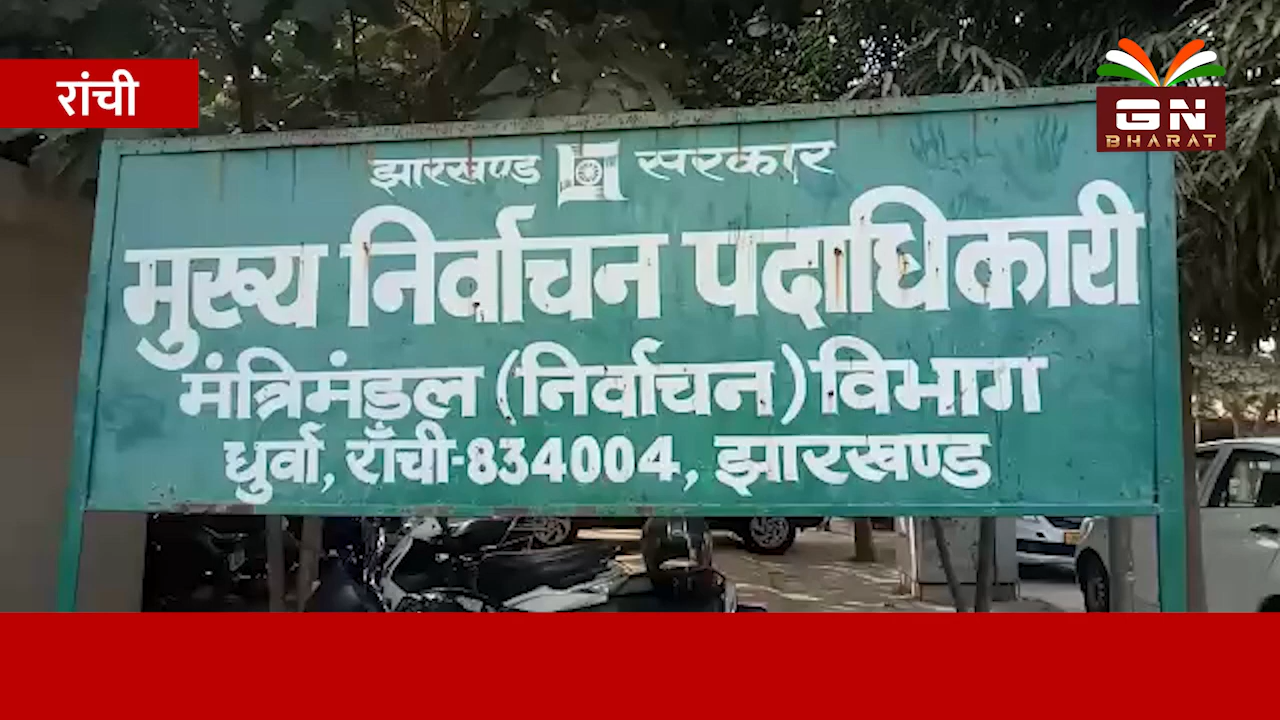 रांची
GN
BHARAT
झारखण्ड सरकार
मुख्य निर्वाचन पदाधिकारी
मंत्रिमंडल (निर्वाचन) विभाग
धुर्वा, राँची-834004, झारखण्ड